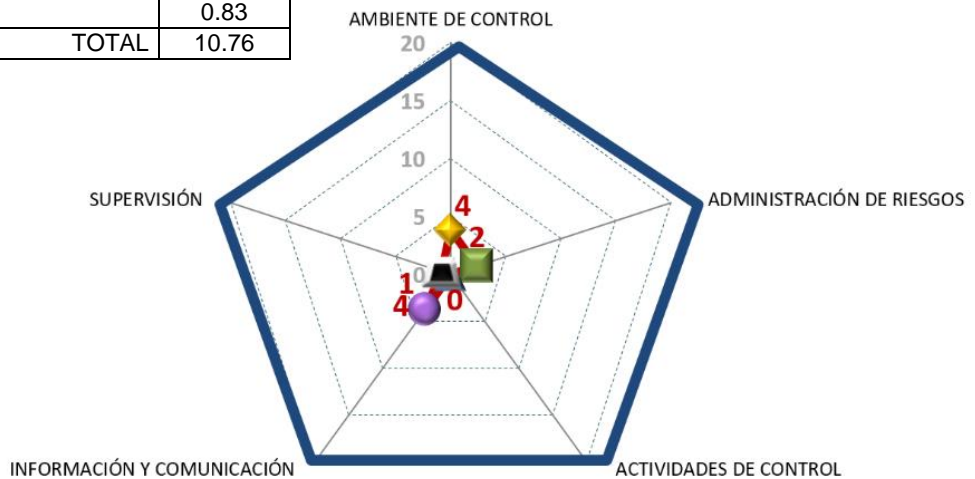 0.83
TOTAL 10.76
AMBIENTE DE CONTROL
20
15
10
5
0
4
2
SUPERVISIÓN
ADMINISTRACIÓN DE RIESGOS
1
4
0
INFORMACIÓN Y COMUNICACIÓN
ACTIVIDADES DE CONTROL